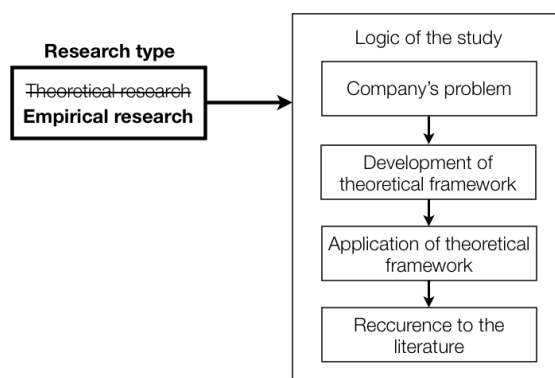 Research type
Theoretical research
Empirical research
Logic of the study
Company's problem
Development of
theoretical framework
Application of theoretical
framework
Reccurence to the
literature